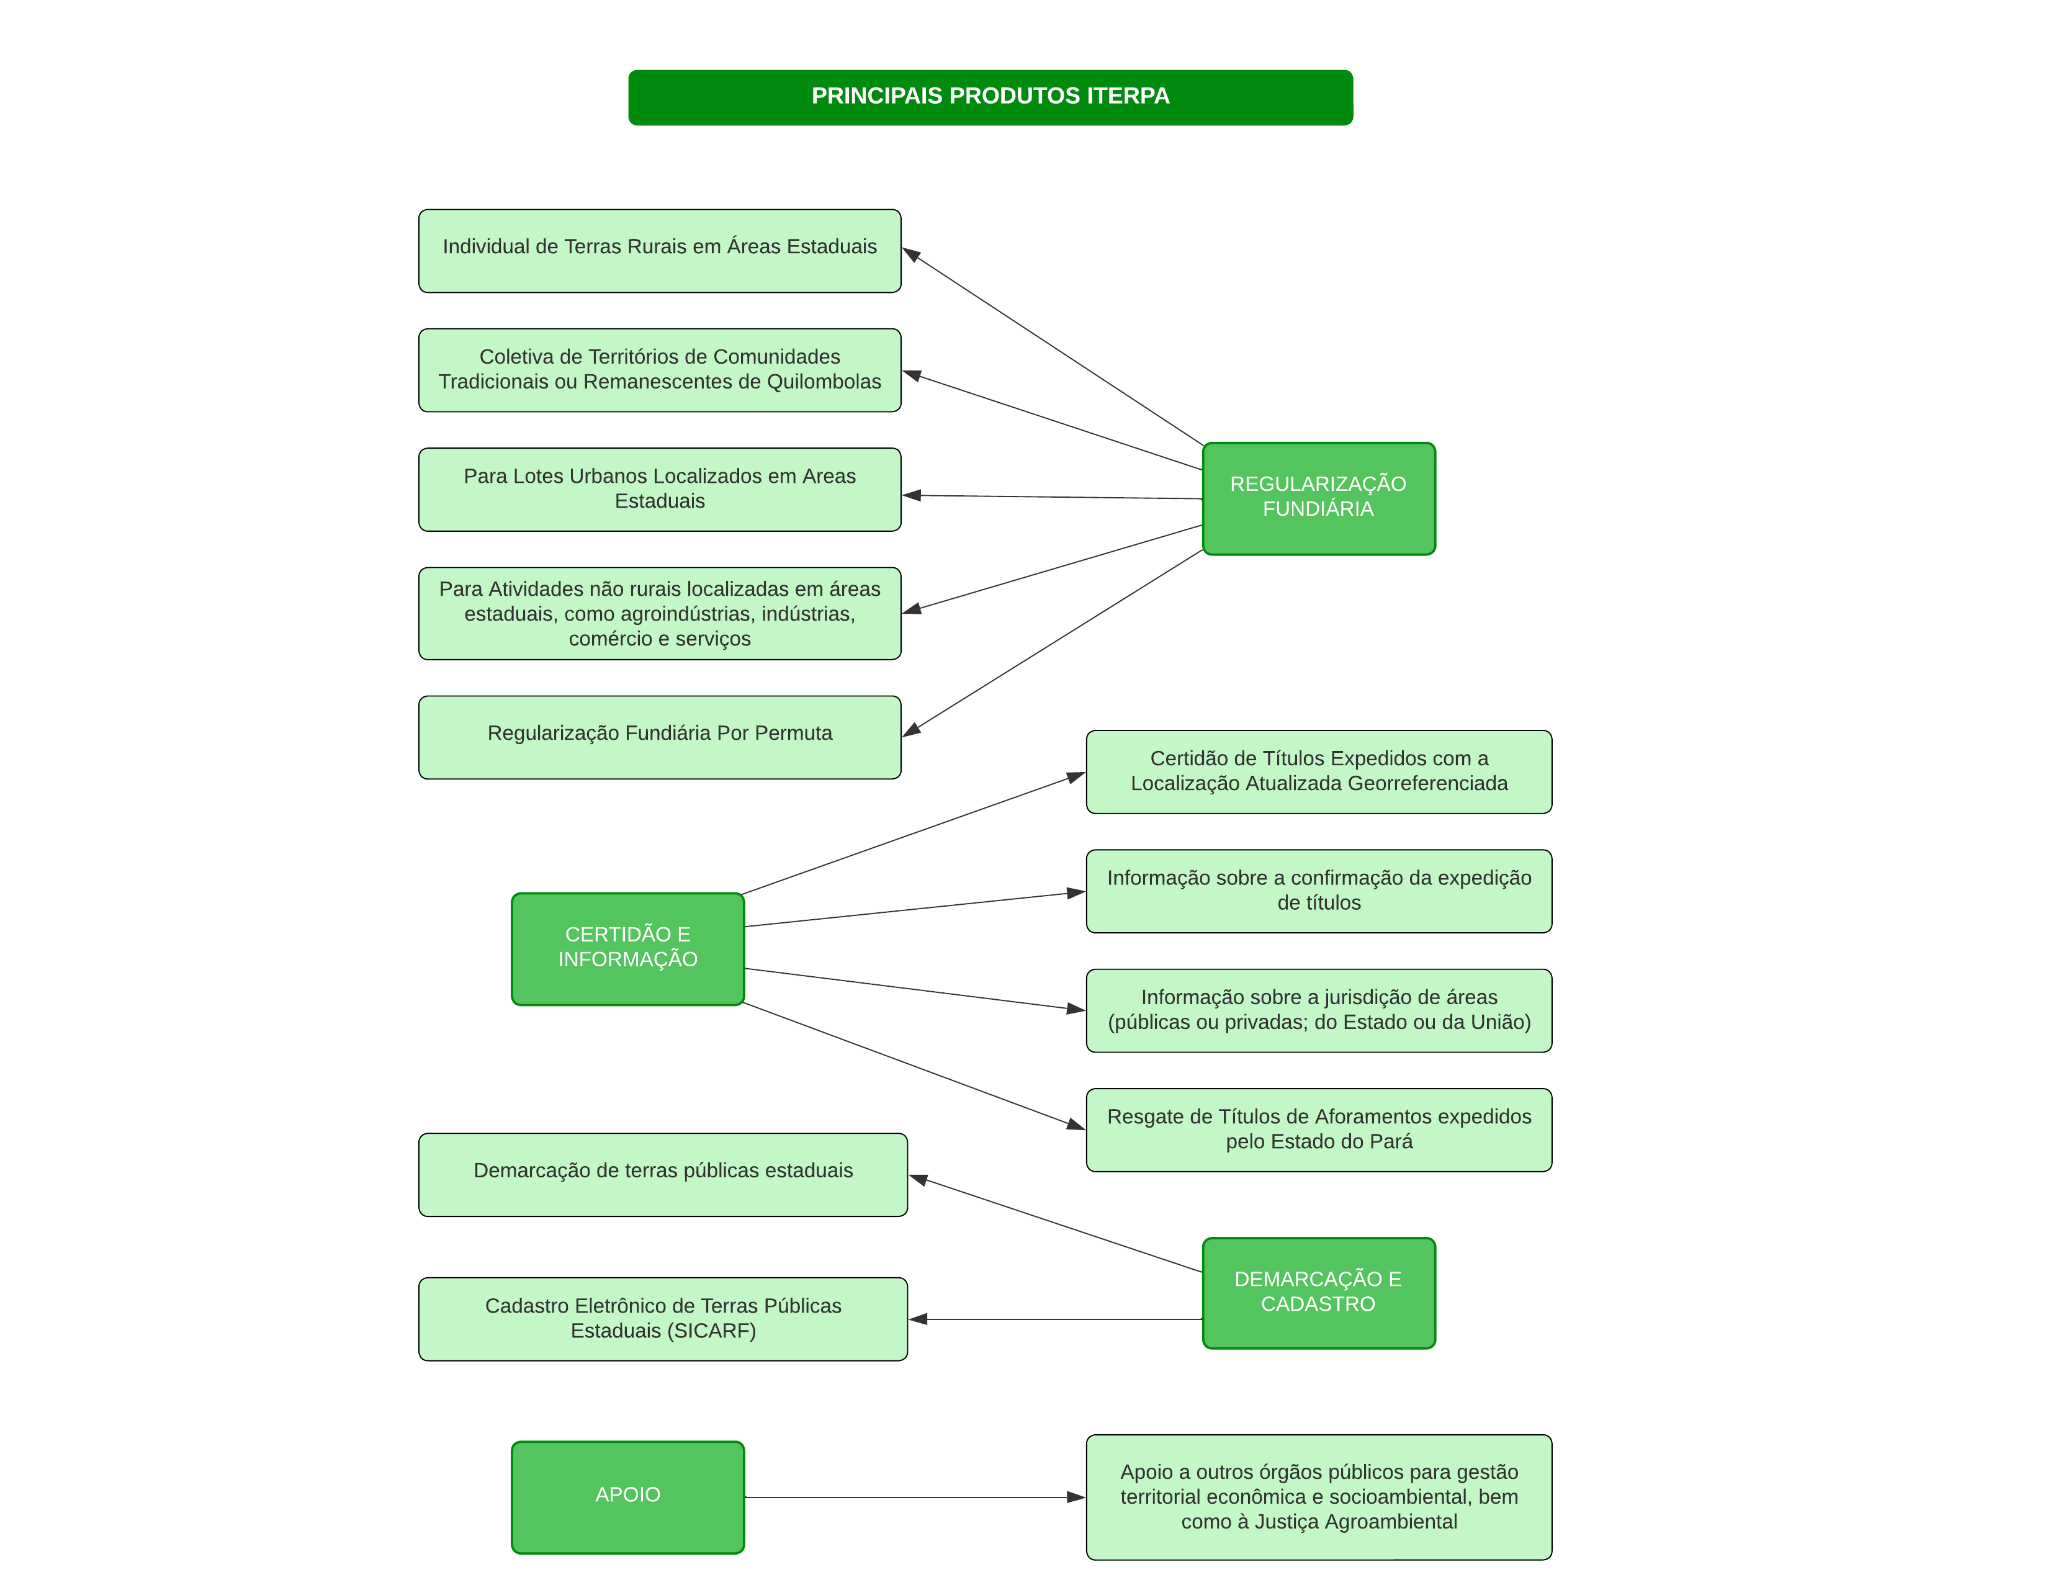 PRINCIPAIS PRODUTOS ITERPA
Individual de Terras Rurais em Áreas Estaduais
Coletiva de Territórios de Comunidades
Tradicionais ou Remanescentes de Quilombolas
Para Lotes Urbanos Localizados em Areas
Estaduais
Para Atividades não rurais localizadas em áreas
estaduais, como agroindústrias, indústrias,
comércio e serviços
Regularização Fundiária Por Permuta
REGULARIZAÇÃO
FUNDIÁRIA
CERTIDÃO E
INFORMAÇÃO
Certidão de Títulos Expedidos com a
Localização Atualizada Georreferenciada
Informação sobre a confirmação da expedição
de títulos
Informação sobre a jurisdição de áreas
(públicas ou privadas; do Estado ou da União)
Resgate de Títulos de Aforamentos expedidos
pelo Estado do Pará
Demarcação de terras públicas estaduais
Cadastro Eletrônico de Terras Públicas
Estaduais (SICARF)
DEMARCAÇÃO E
CADASTRO
APOIO
Apoio a outros órgãos públicos para gestão
territorial econômica e socioambiental, bem
como à Justiça Agroambiental